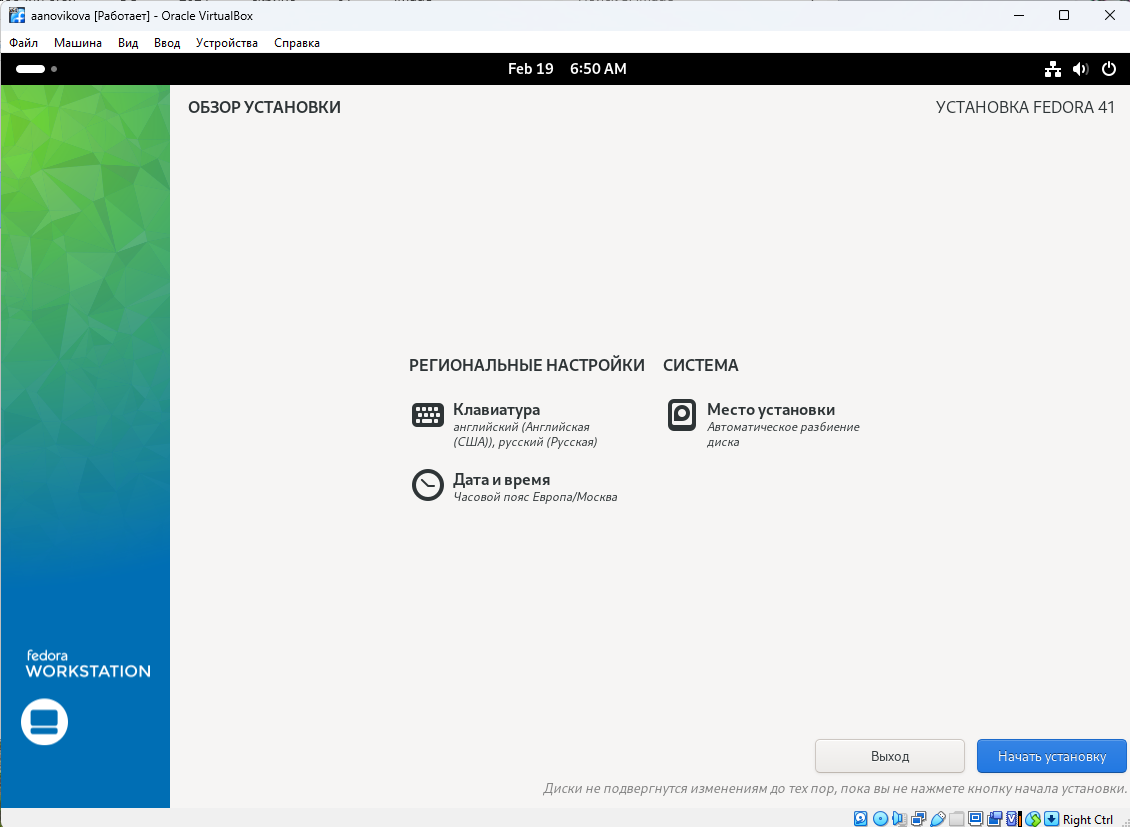 aanovikova [Работает] - Oracle VirtualBox
Файл Машина Вид Ввод Устройства Справка
Feb 19 6:50 AM
ОБЗОР УСТАНОВКИ
УСТАНОВКА FEDORA 41
РЕГИОНАЛЬНЫЕ НАСТРОЙКИ
Клавиатура
английский (Английская
(США)), русский (Русская)
Дата и время
Часовой пояс Европа/Москва
СИСТЕМА
Место установки
Автоматическое разбиение
диска
fedora
WORKSTATION
Выход
Начать установку
Диски не подвергнутся изменениям до тех пор, пока вы не нажмете кнопку начала установки.
Right Ctrl